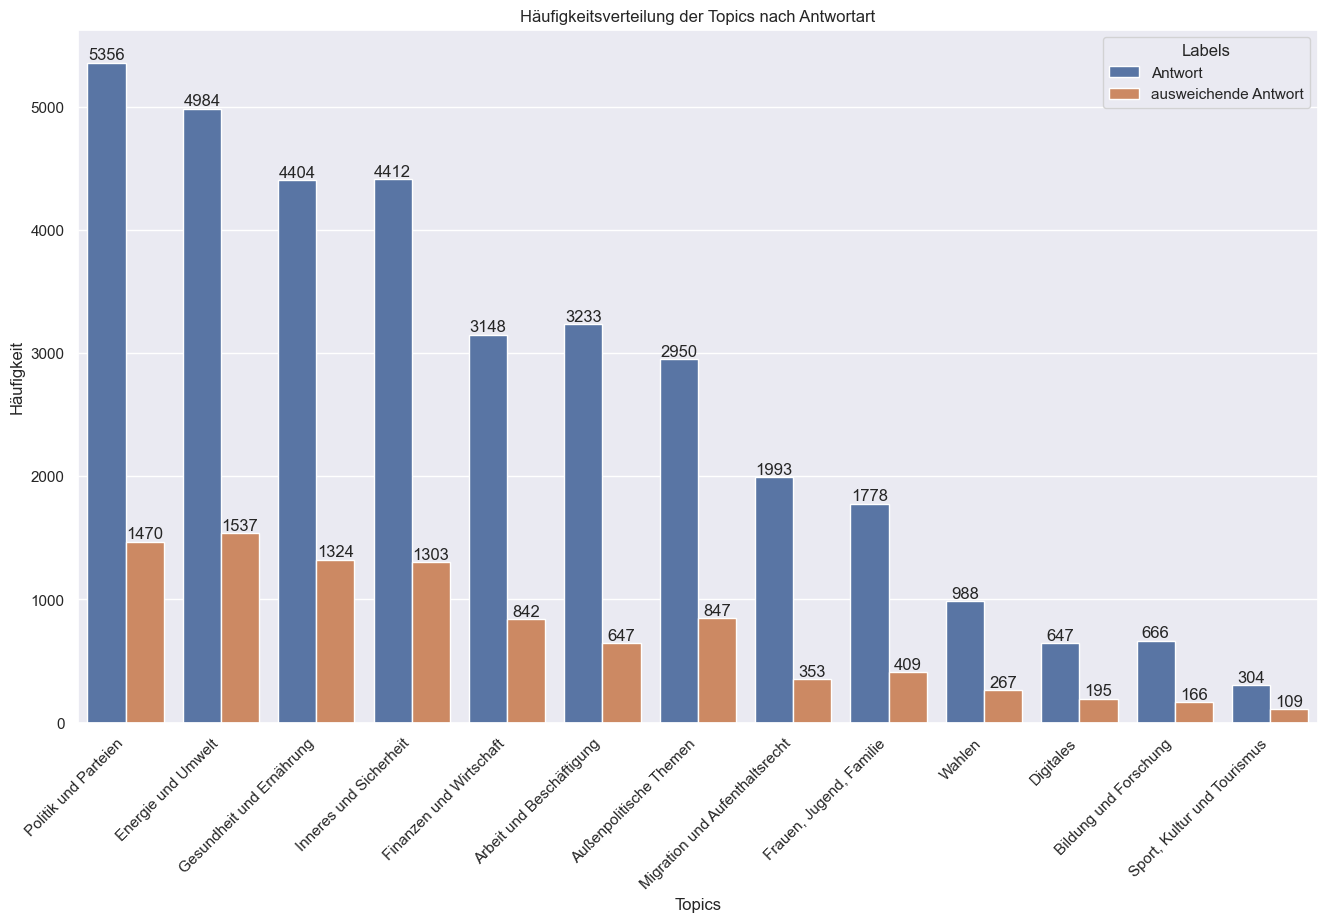 Häufigkeitsverteilung der Topics nach Antwortart
Labels
Antwort
ausweichende Antwort
Häufigkeit
5000
4000
3000
2000
1000
0
5356
1470
4984
1537
4404
1324
4412
1303
3148
842
3233
647
2950
847
1993
353
1778
409
988
267
647
195
666
166
304
109
Politik und Parteien
Energie und Umwelt
Gesundheit und Ernährung
Inneres und Sicherheit
Finanzen und Wirtschaft
Arbeit und Beschäftigung
Außenpolitische Themen
Migration und Aufenthaltsrecht
Frauen, Jugend, Familie
Wahlen
Digitales
Bildung und Forschung
Sport, Kultur und Tourismus
Topics